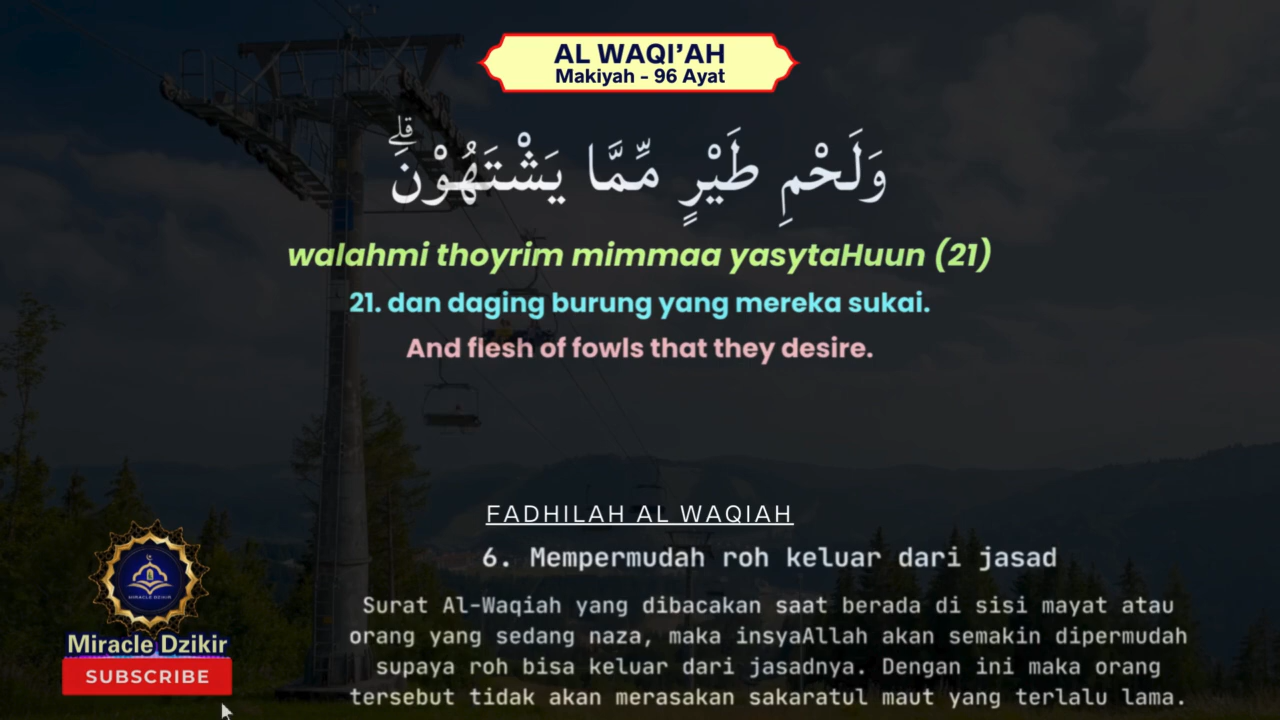 AL WAQI’AH
Makiyah - 96 Ayat
وَلَحْمِ طَيْرٍ مِّمَّا يَشْتَهُوْنَۗ
walahmi thoyrim mimmaa yasytaHuun (21)
21. dan daging burung yang mereka sukai.
And flesh of fowls that they desire.
FADHILAH AL WAQIAH
6. Mempermudah roh keluar dari jasad
Surat Al-Waqiah yang dibacakan saat berada di sisi mayat atau
orang yang sedang naza, maka insyaAllah akan semakin dipermudah
supaya roh bisa keluar dari jasadnya. Dengan ini maka orang
tersebut tidak akan merasakan sakaratul maut yang terlalu lama.
MIRACLE DZIKIR
Miracle Dzikir
SUBSCRIBE